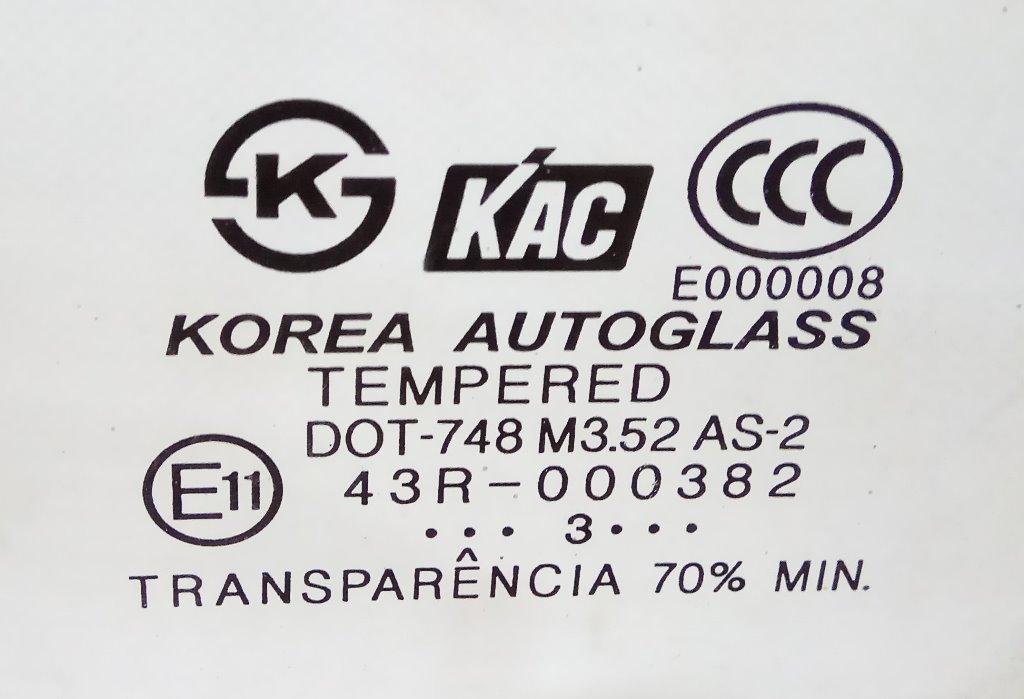 K
KAC
CCC
E000008
KOREA AUTOGLASS
TEMPERED
DOT-748 M3.52 AS-2
E11
43R-000382
• • • 3 • • •
TRANSPARÊNCIA 70% MIN.